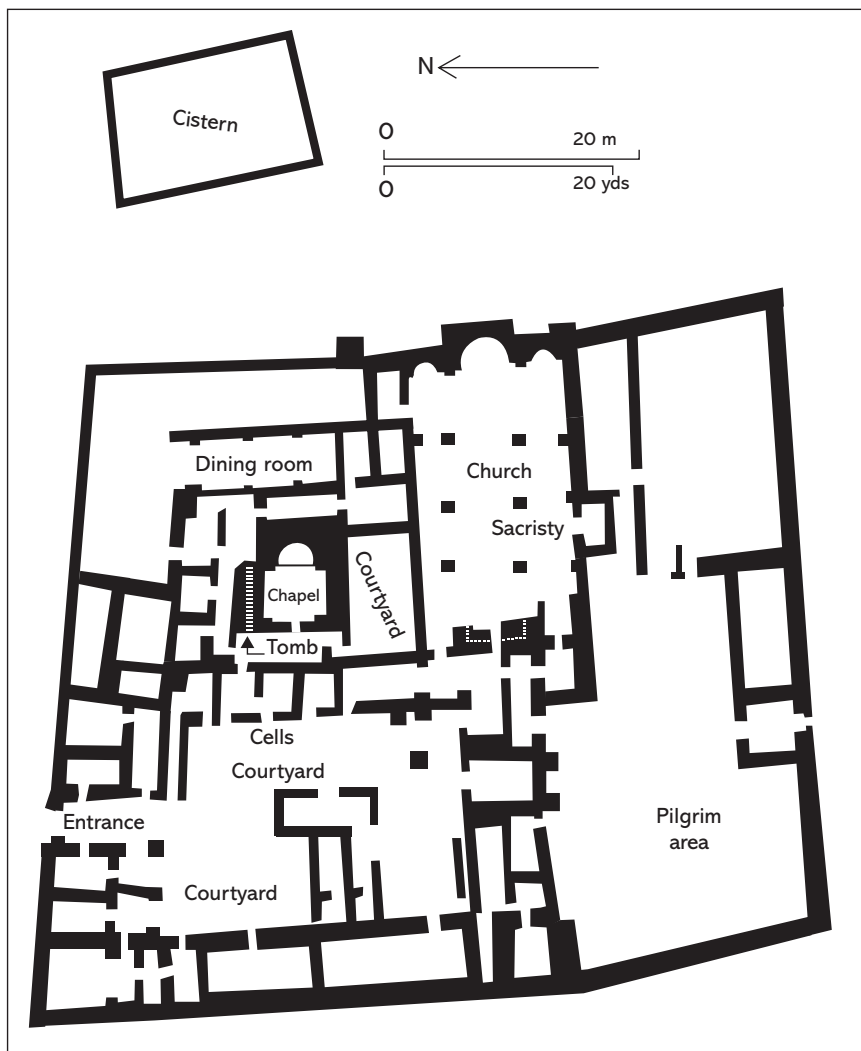 N
Cistern
0
20 m
0
20 yds
Dining room
Church
Sacristy
Chapel
Courtyard
Tomb
Cells
Courtyard
Entrance
Pilgrim
area
Courtyard